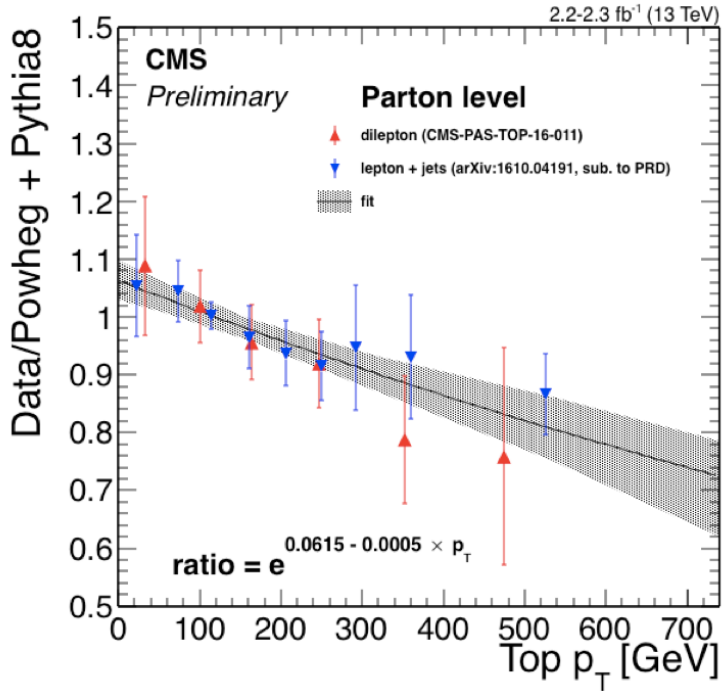 2.2-2.3 fb⁻¹ (13 TeV)
Data/Powheg + Pythia8
1.5
1.4
1.3
1.2
1.1
1
0.9
0.8
0.7
0.6
0.5
CMS
Preliminary
Parton level
dilepton (CMS-PAS-TOP-16-011)
lepton + jets (arXiv:1610.04191, sub. to PRD)
fit
ratio = e^{0.0615 - 0.0005 × p_T}
0 100 200 300 400 500 600 700
Top p_T [GeV]